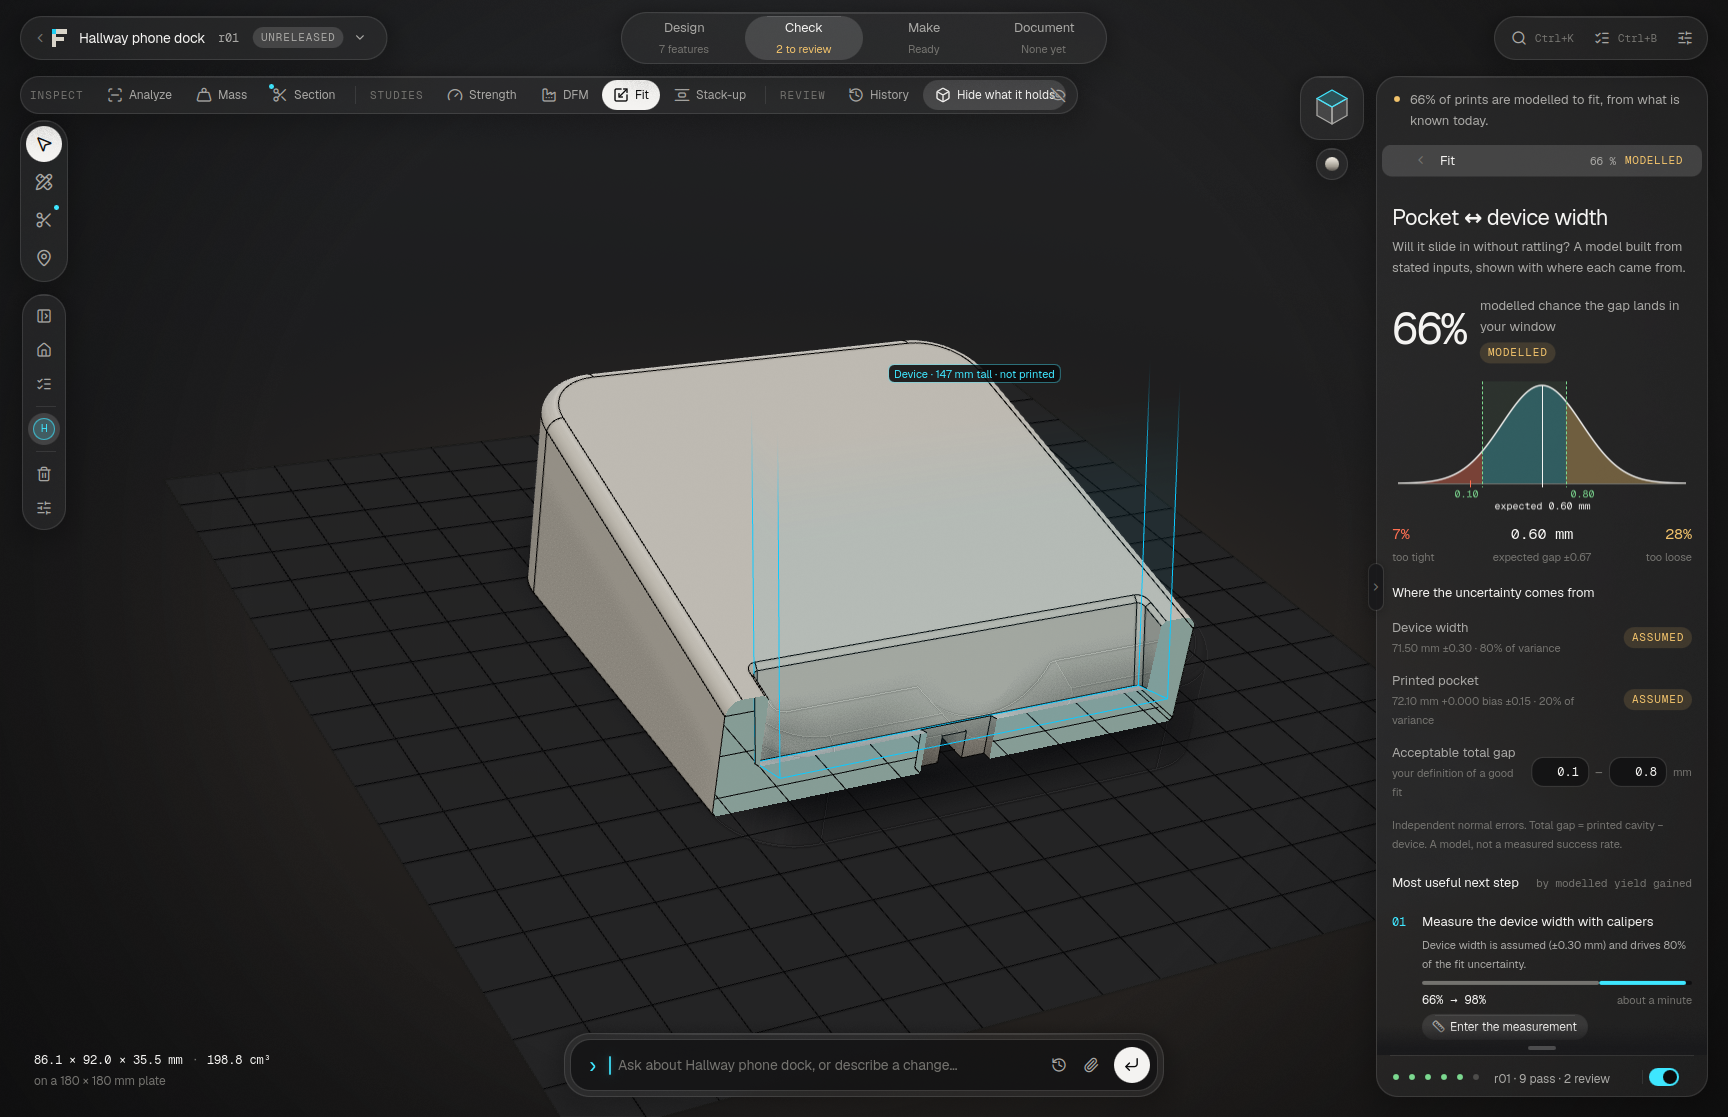 Hallway phone dock r01 UNRELEASED
Design
7 features
Check
2 to review
Make
Ready
Document
None yet
Ctrl+K Ctrl+B
INSPECT Analyze Mass Section STUDIES Strength DFM Fit Stack-up REVIEW History Hide what it holds
H
Device · 147 mm tall · not printed
66% of prints are modelled to fit, from what is
known today.
Fit 66 % MODELLED
Pocket ↔ device width
Will it slide in without rattling? A model built from
stated inputs, shown with where each came from.
66%
modelled chance the gap lands in
your window
MODELLED
0.10 0.80
expected 0.60 mm
7% 0.60 mm 28%
too tight expected gap ±0.67 too loose
Where the uncertainty comes from
Device width
71.50 mm ±0.30 · 80% of variance
ASSUMED
Printed pocket
72.10 mm +0.000 bias ±0.15 · 20% of
variance
ASSUMED
Acceptable total gap
your definition of a good
fit
0.1 – 0.8 mm
Independent normal errors. Total gap = printed cavity −
device. A model, not a measured success rate.
Most useful next step by modelled yield gained
01 Measure the device width with calipers
Device width is assumed (±0.30 mm) and drives 80%
of the fit uncertainty.
66% → 98% about a minute
Enter the measurement
r01 · 9 pass · 2 review
86.1 × 92.0 × 35.5 mm · 198.8 cm³
on a 180 × 180 mm plate
Ask about Hallway phone dock, or describe a change…